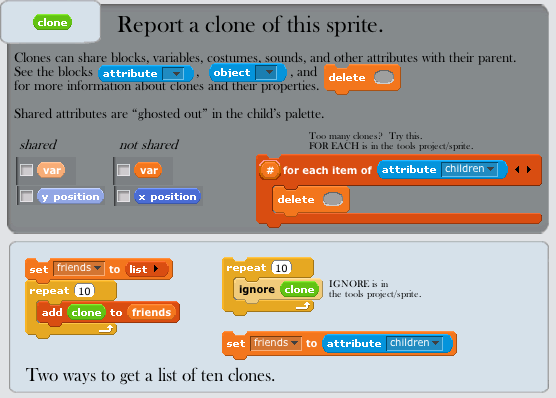 clone
Report a clone of this sprite.
Clones can share blocks, variables, costumes, sounds, and other attributes with their parent.
See the blocks attribute , object , and delete
for more information about clones and their properties.
Shared attributes are “ghosted out” in the child’s palette.
shared
not shared
var
var
y position
x position
Too many clones? Try this.
FOR EACH is in the tools project/sprite.
# for each item of attribute children
delete
set friends to list
repeat 10
add clone to friends
repeat 10
ignore clone
IGNORE is in
the tools project/sprite.
set friends to attribute children
Two ways to get a list of ten clones.